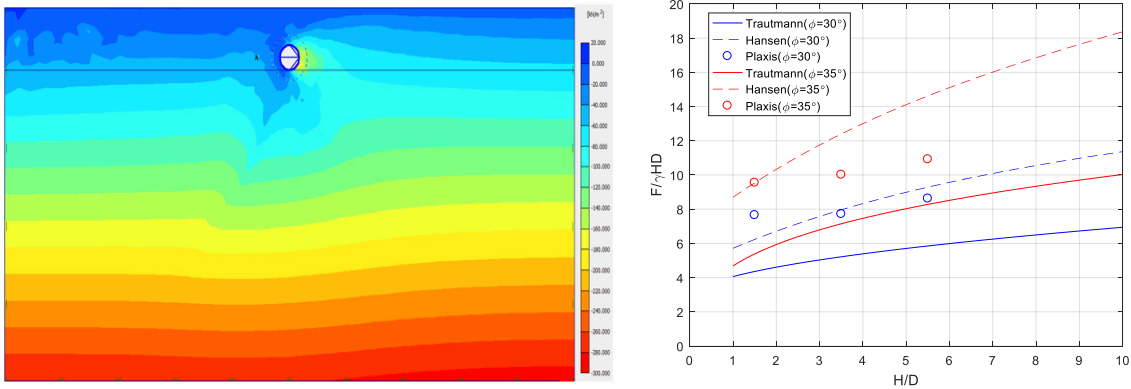 [kN/m²]
20.000
0.000
-20.000
-40.000
-60.000
-80.000
-100.000
-120.000
-140.000
-160.000
-180.000
-200.000
-220.000
-240.000
-260.000
-280.000
-300.000
A
Trautmann(ϕ=30°)
Hansen(ϕ=30°)
Plaxis(ϕ=30°)
Trautmann(ϕ=35°)
Hansen(ϕ=35°)
Plaxis(ϕ=35°)
F/γHD
20
18
16
14
12
10
8
6
4
2
0
0 1 2 3 4 5 6 7 8 9 10
H/D